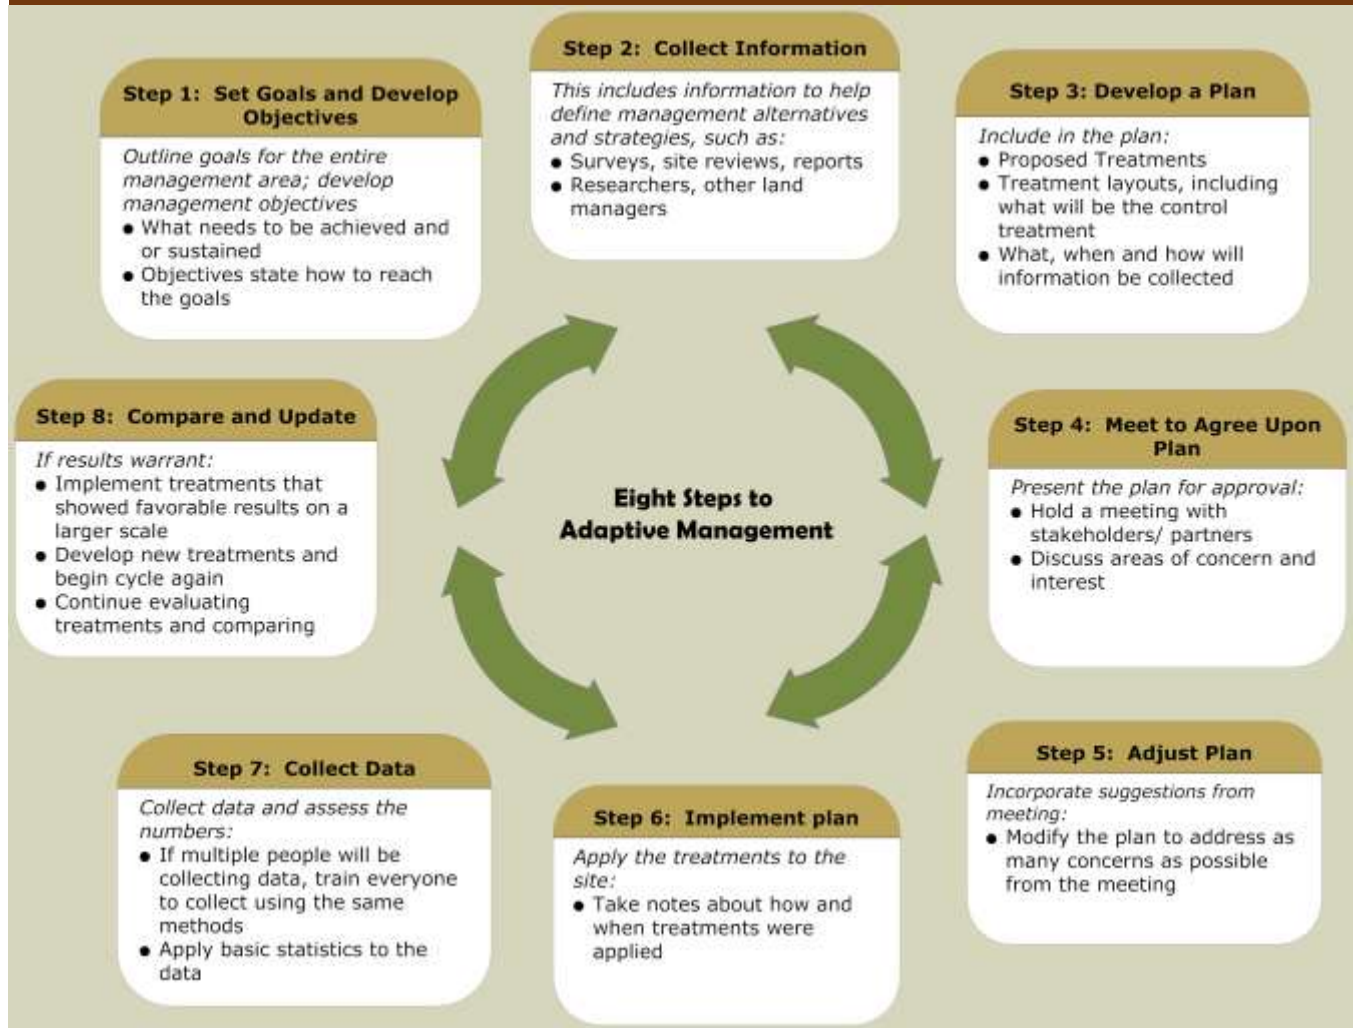 Step 1:  Set Goals and Develop
Objectives
Outline goals for the entire
management area; develop
management objectives
● What needs to be achieved and
or sustained
● Objectives state how to reach
the goals
Step 2:  Collect Information
This includes information to help
define management alternatives
and strategies, such as:
● Surveys, site reviews, reports
● Researchers, other land
managers
Step 3: Develop a Plan
Include in the plan:
● Proposed Treatments
● Treatment layouts, including
what will be the control
treatment
● What, when and how will
information be collected
Step 4:  Meet to Agree Upon
Plan
Present the plan for approval:
● Hold a meeting with
stakeholders/ partners
● Discuss areas of concern and
interest
Step 5:  Adjust Plan
Incorporate suggestions from
meeting:
● Modify the plan to address as
many concerns as possible
from the meeting
Step 6:  Implement plan
Apply the treatments to the
site:
● Take notes about how and
when treatments were
applied
Step 7:  Collect Data
Collect data and assess the
numbers:
● If multiple people will be
collecting data, train everyone
to collect using the same
methods
● Apply basic statistics to the
data
Step 8:  Compare and Update
If results warrant:
● Implement treatments that
showed favorable results on a
larger scale
● Develop new treatments and
begin cycle again
● Continue evaluating
treatments and comparing
Eight Steps to
Adaptive Management